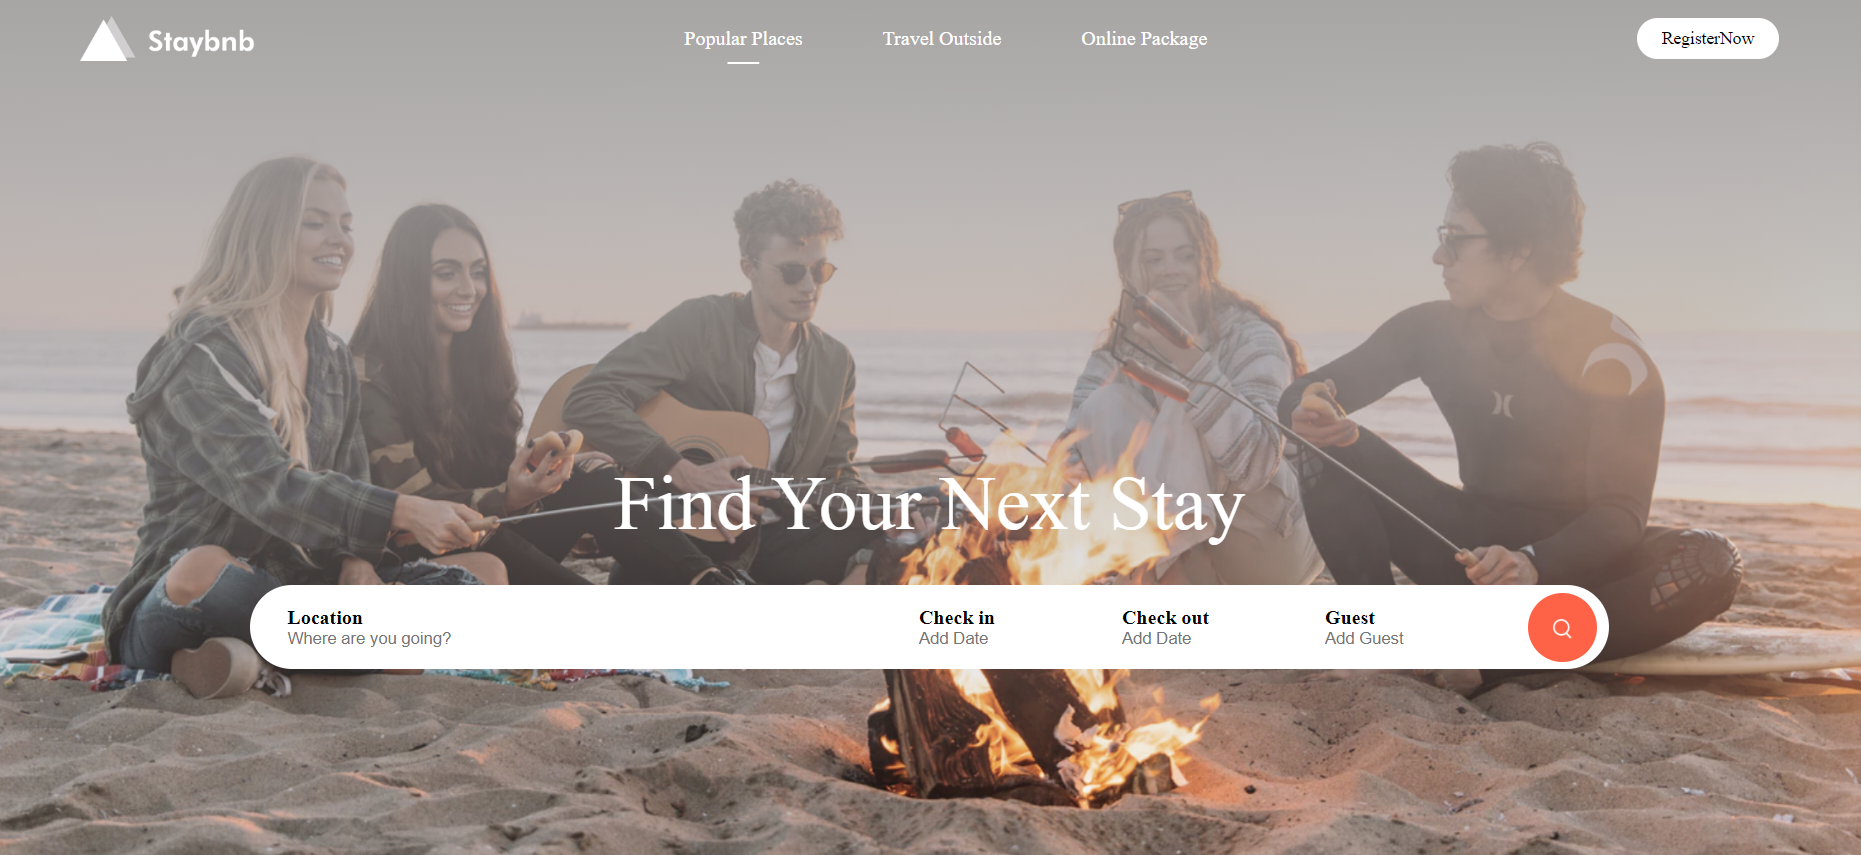 Staybnb
Popular Places
Travel Outside
Online Package
RegisterNow
Find Your Next Stay
Location
Where are you going?
Check in
Add Date
Check out
Add Date
Guest
Add Guest